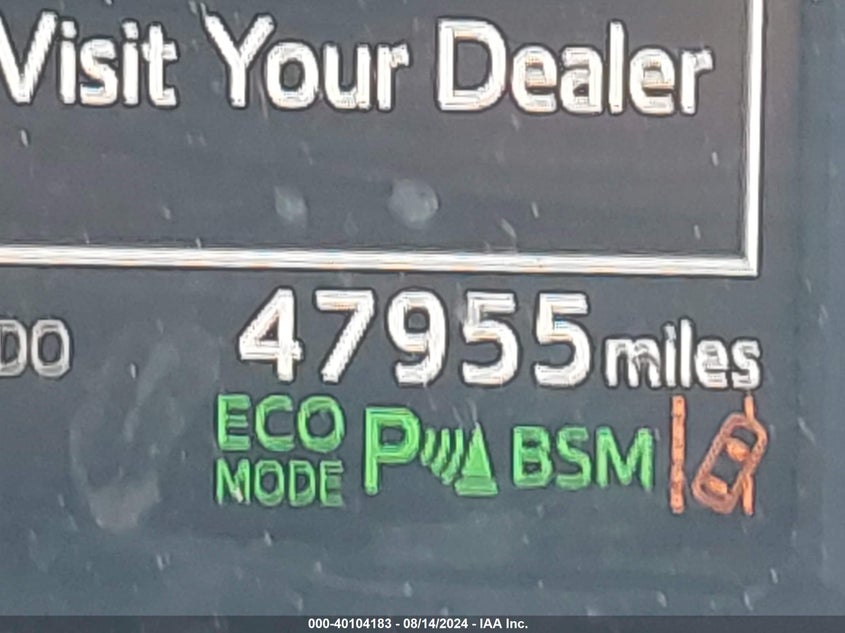 Visit Your Dealer
DO 47955 miles
ECO MODE P BSM
000-40104183 - 08/14/2024 - IAA Inc.